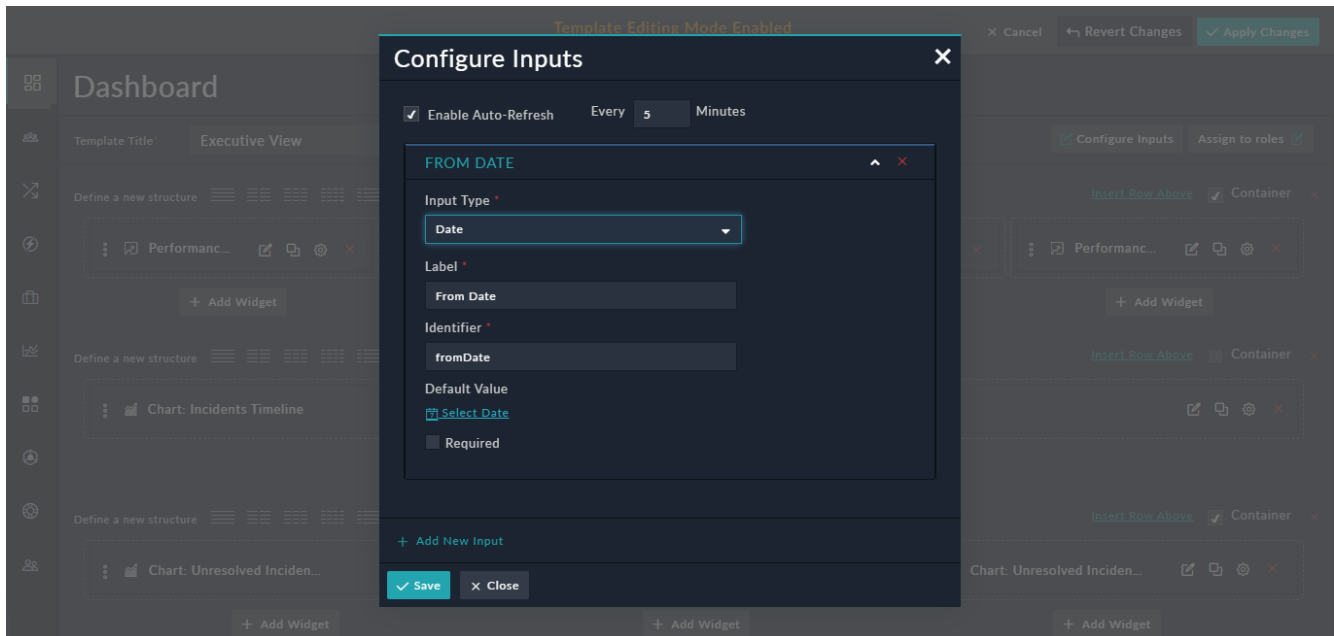 Template Editing Mode Enabled
Cancel
Revert Changes
Apply Changes
Configure Inputs
Dashboard
Enable Auto-Refresh Every 5 Minutes
Template Title*
Executive View
Configure Inputs
Assign to roles
FROM DATE
Input Type *
Date
Define a new structure
Insert Row Above
Container
Performanc...
Performanc...
Label *
From Date
+ Add Widget
+ Add Widget
Identifier *
fromDate
Define a new structure
Insert Row Above
Container
Default Value
Select Date
Chart: Incidents Timeline
Required
Define a new structure
Insert Row Above
Container
+ Add New Input
Chart: Unresolved Inciden...
Chart: Unresolved Inciden...
Save
Close
+ Add Widget
+ Add Widget
+ Add Widget